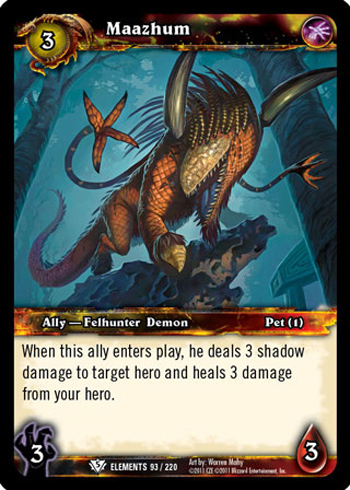 3
Maazhum
Ally — Felhunter Demon
Pet (1)
When this ally enters play, he deals 3 shadow
damage to target hero and heals 3 damage
from your hero.
3
ELEMENTS 93 / 220
Art by: Warren Mahy
©2011 CZE ©2011 Blizzard Entertainment, Inc.
3